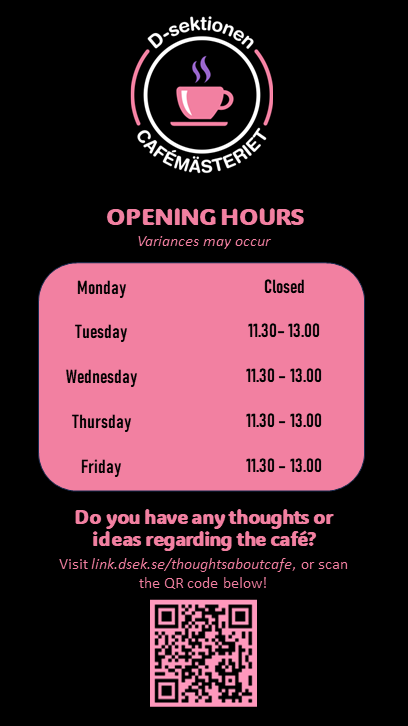 D-sektionen
CAFÉMÄSTERIET
OPENING HOURS
Variances may occur
Monday Closed
Tuesday 11.30– 13.00
Wednesday 11.30 – 13.00
Thursday 11.30 – 13.00
Friday 11.30 – 13.00
Do you have any thoughts or
ideas regarding the café?
Visit link.dsek.se/thoughtsaboutcafe, or scan
the QR code below!